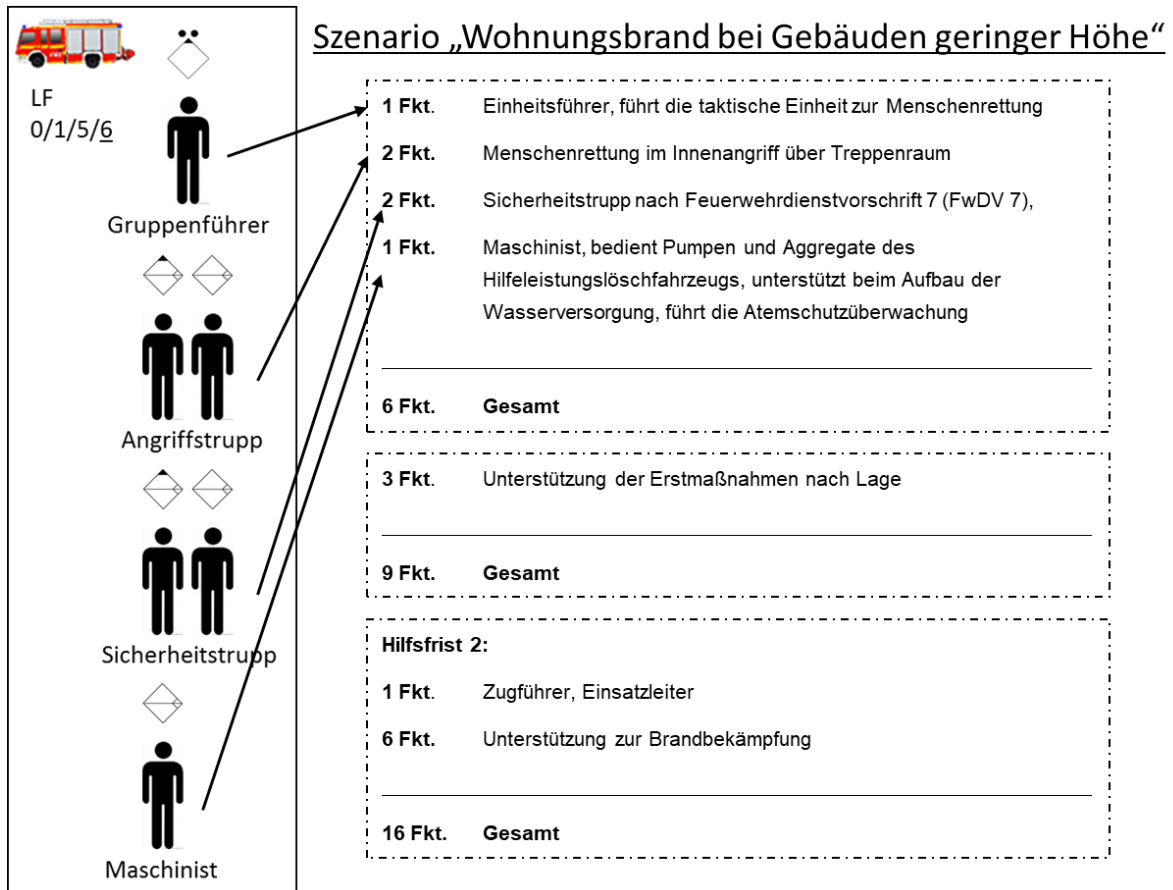 Szenario „Wohnungsbrand bei Gebäuden geringer Höhe“
LF
0/1/5/6
Gruppenführer
Angriffstrupp
Sicherheitstrupp
Maschinist
1 Fkt. Einheitsführer, führt die taktische Einheit zur Menschenrettung
2 Fkt. Menschenrettung im Innenangriff über Treppenraum
2 Fkt. Sicherheitstrupp nach Feuerwehrdienstvorschrift 7 (FwDV 7),
1 Fkt. Maschinist, bedient Pumpen und Aggregate des
Hilfeleistungslöschfahrzeugs, unterstützt beim Aufbau der
Wasserversorgung, führt die Atemschutzüberwachung
6 Fkt. Gesamt
3 Fkt. Unterstützung der Erstmaßnahmen nach Lage
9 Fkt. Gesamt
Hilfsfrist 2:
1 Fkt. Zugführer, Einsatzleiter
6 Fkt. Unterstützung zur Brandbekämpfung
16 Fkt. Gesamt